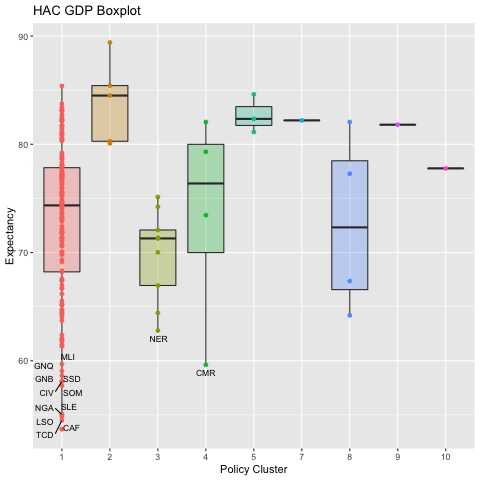 HAC GDP Boxplot
90
80
70
60
Expectancy
MLI
GNQ
GNB SSD
CIV SOM
NGA SLE
LSO CAF
TCD
NER
CMR
1 2 3 4 5 7 8 9 10
Policy Cluster